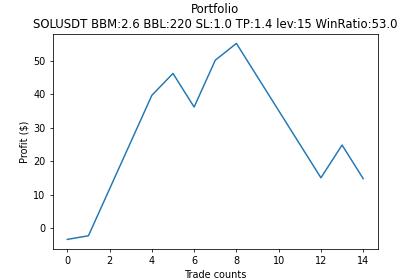 Portfolio
SOLUSDT BBM:2.6 BBL:220 SL:1.0 TP:1.4 lev:15 WinRatio:53.0
50
40
30
20
10
0
Profit ($)
0 2 4 6 8 10 12 14
Trade counts